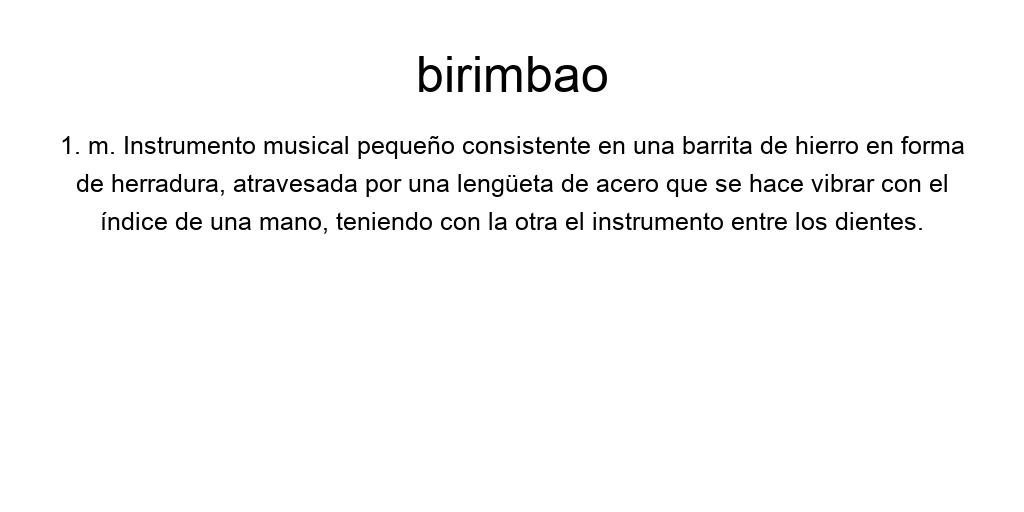 birimbao
1. m. Instrumento musical pequeño consistente en una barrita de hierro en forma
de herradura, atravesada por una lengüeta de acero que se hace vibrar con el
índice de una mano, teniendo con la otra el instrumento entre los dientes.